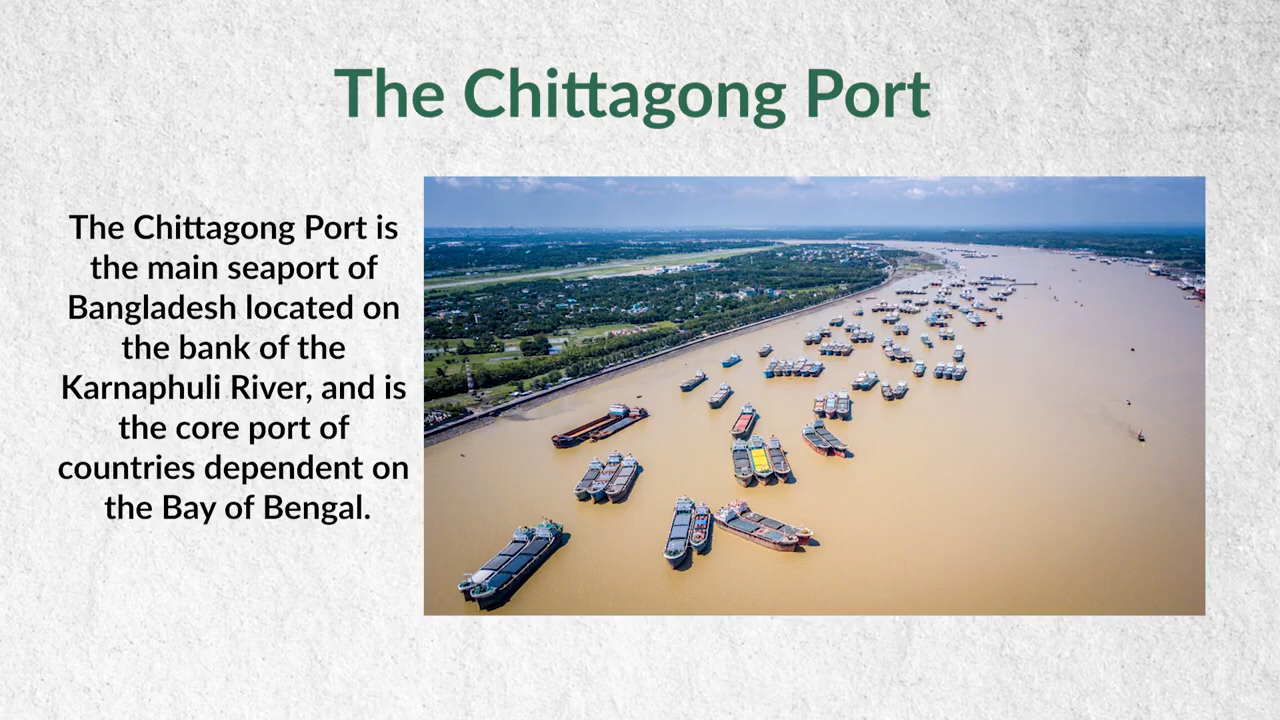 The Chittagong Port
The Chittagong Port is
the main seaport of
Bangladesh located on
the bank of the
Karnaphuli River, and is
the core port of
countries dependent on
the Bay of Bengal.